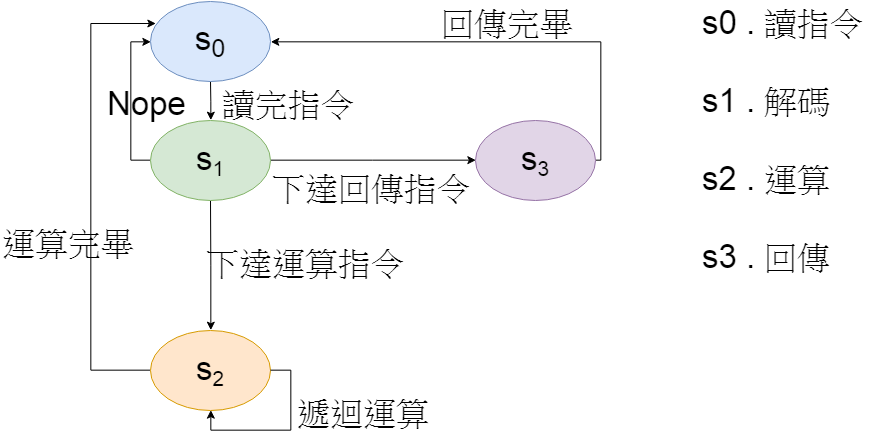 s0
回傳完畢
Nope
讀完指令
s1
s3
下達回傳指令
運算完畢
下達運算指令
s2
遞迴運算
s0 . 讀指令
s1 . 解碼
s2 . 運算
s3 . 回傳